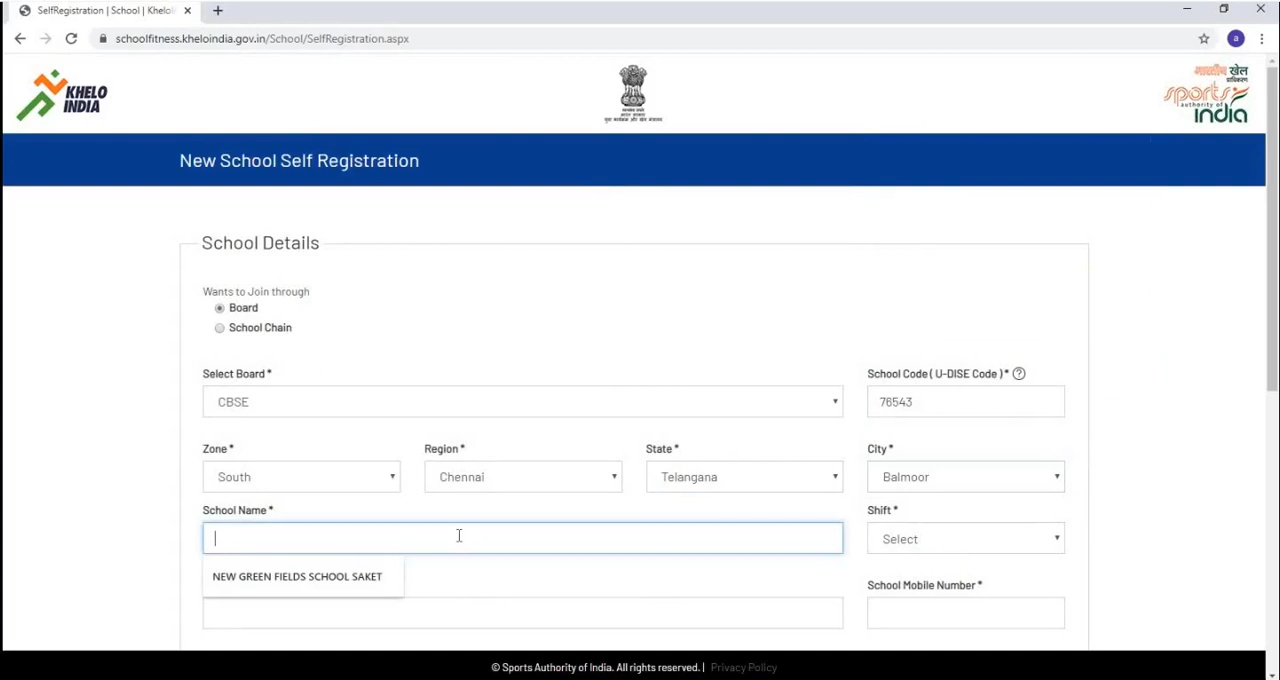 SelfRegistration | School | Khelo
schoolfitness.kheloindia.gov.in/School/SelfRegistration.aspx
a
KHELO
INDIA
भारतीय खेल
प्राधिकरण
sports
authority of
india
New School Self Registration
School Details
Wants to Join through
Board
School Chain
Select Board *
School Code ( U-DISE Code ) * ?
CBSE
76543
Zone *
Region *
State *
City *
South
Chennai
Telangana
Balmoor
School Name *
Shift *
Select
NEW GREEN FIELDS SCHOOL SAKET
School Mobile Number *
© Sports Authority of India. All rights reserved. | Privacy Policy